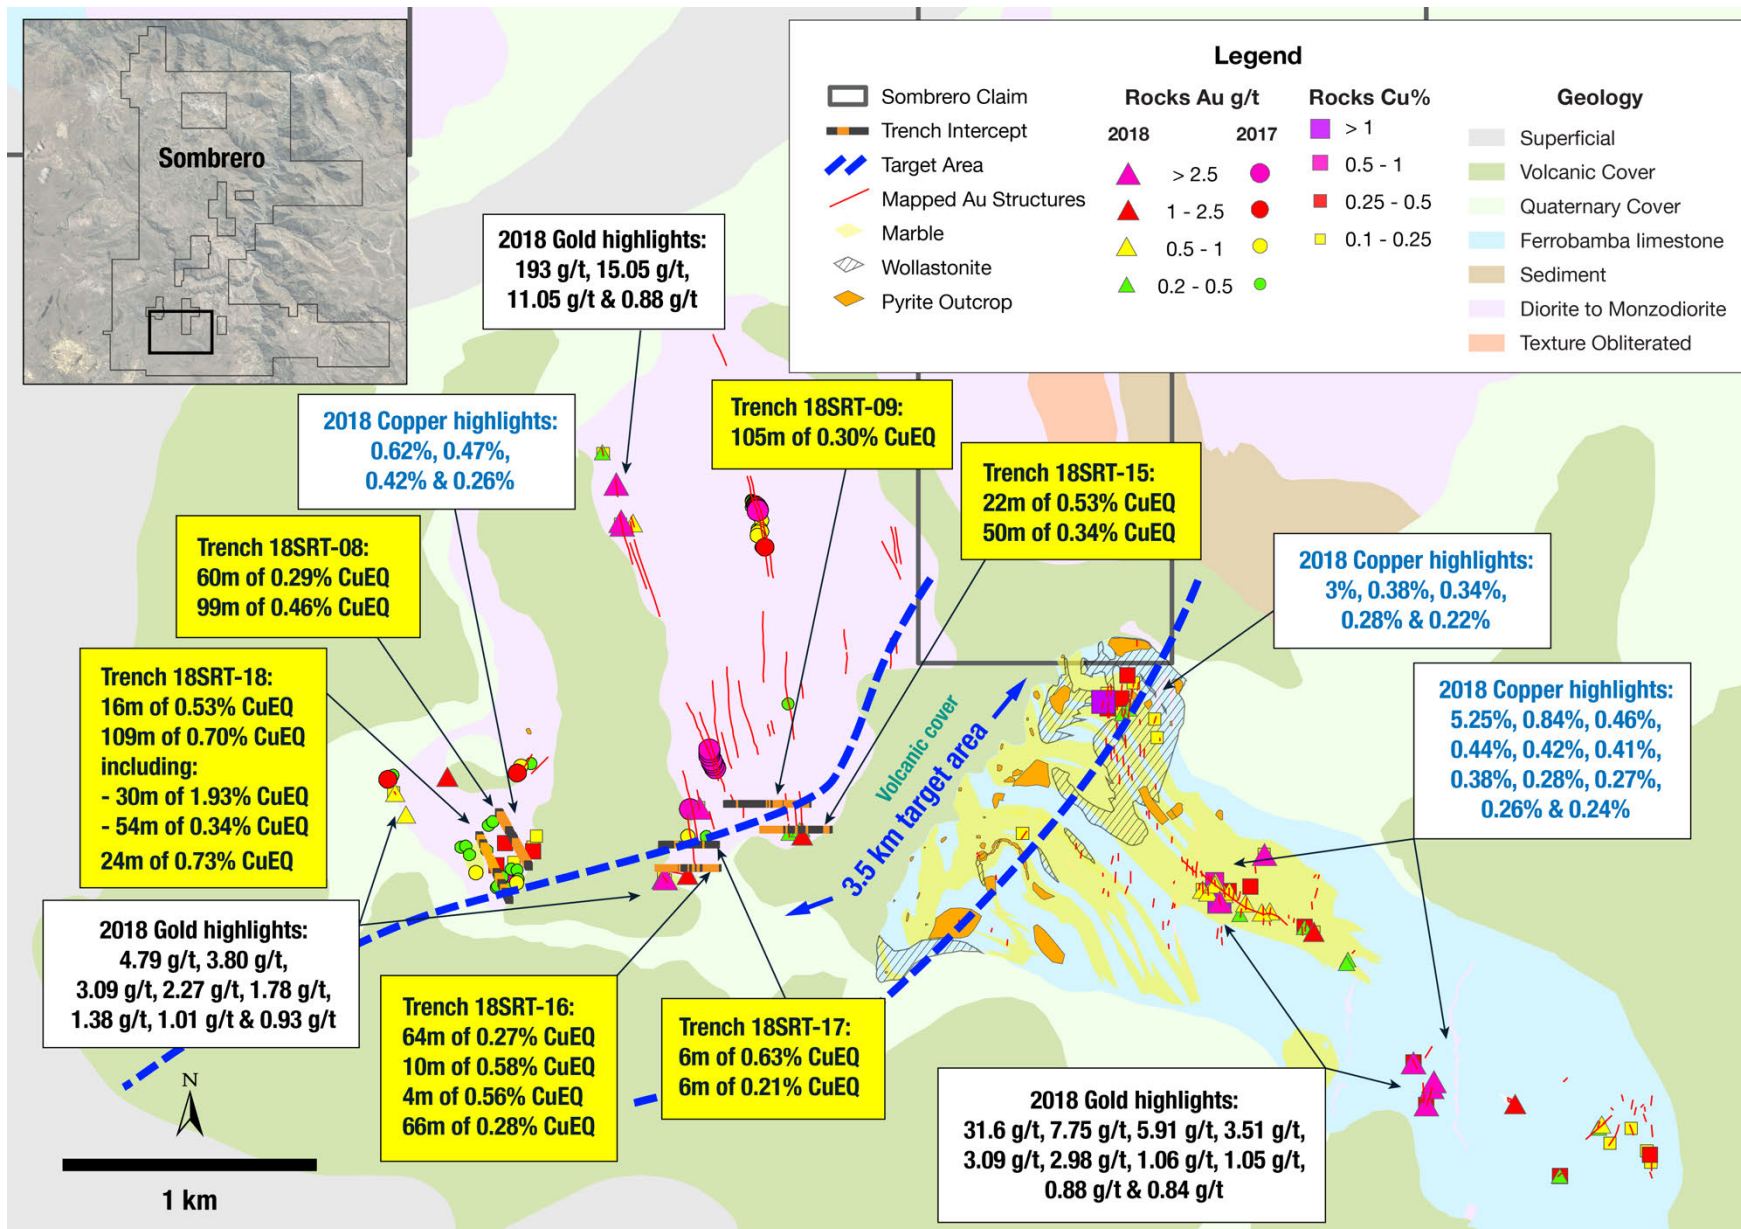 Sombrero
Legend
Sombrero Claim
Trench Intercept
Target Area
Mapped Au Structures
Marble
Wollastonite
Pyrite Outcrop
Rocks Au g/t
2018
2017
> 2.5
1 - 2.5
0.5 - 1
0.2 - 0.5
Rocks Cu%
> 1
0.5 - 1
0.25 - 0.5
0.1 - 0.25
Geology
Superficial
Volcanic Cover
Quaternary Cover
Ferrobamba limestone
Sediment
Diorite to Monzodiorite
Texture Obliterated
2018 Gold highlights:
193 g/t, 15.05 g/t,
11.05 g/t & 0.88 g/t
2018 Copper highlights:
0.62%, 0.47%,
0.42% & 0.26%
Trench 18SRT-09:
105m of 0.30% CuEQ
Trench 18SRT-15:
22m of 0.53% CuEQ
50m of 0.34% CuEQ
Trench 18SRT-08:
60m of 0.29% CuEQ
99m of 0.46% CuEQ
2018 Copper highlights:
3%, 0.38%, 0.34%,
0.28% & 0.22%
Trench 18SRT-18:
16m of 0.53% CuEQ
109m of 0.70% CuEQ
including:
- 30m of 1.93% CuEQ
- 54m of 0.34% CuEQ
24m of 0.73% CuEQ
2018 Copper highlights:
5.25%, 0.84%, 0.46%,
0.44%, 0.42%, 0.41%,
0.38%, 0.28%, 0.27%,
0.26% & 0.24%
Volcanic cover
3.5 km target area
2018 Gold highlights:
4.79 g/t, 3.80 g/t,
3.09 g/t, 2.27 g/t, 1.78 g/t,
1.38 g/t, 1.01 g/t & 0.93 g/t
Trench 18SRT-16:
64m of 0.27% CuEQ
10m of 0.58% CuEQ
4m of 0.56% CuEQ
66m of 0.28% CuEQ
Trench 18SRT-17:
6m of 0.63% CuEQ
6m of 0.21% CuEQ
2018 Gold highlights:
31.6 g/t, 7.75 g/t, 5.91 g/t, 3.51 g/t,
3.09 g/t, 2.98 g/t, 1.06 g/t, 1.05 g/t,
0.88 g/t & 0.84 g/t
N
1 km